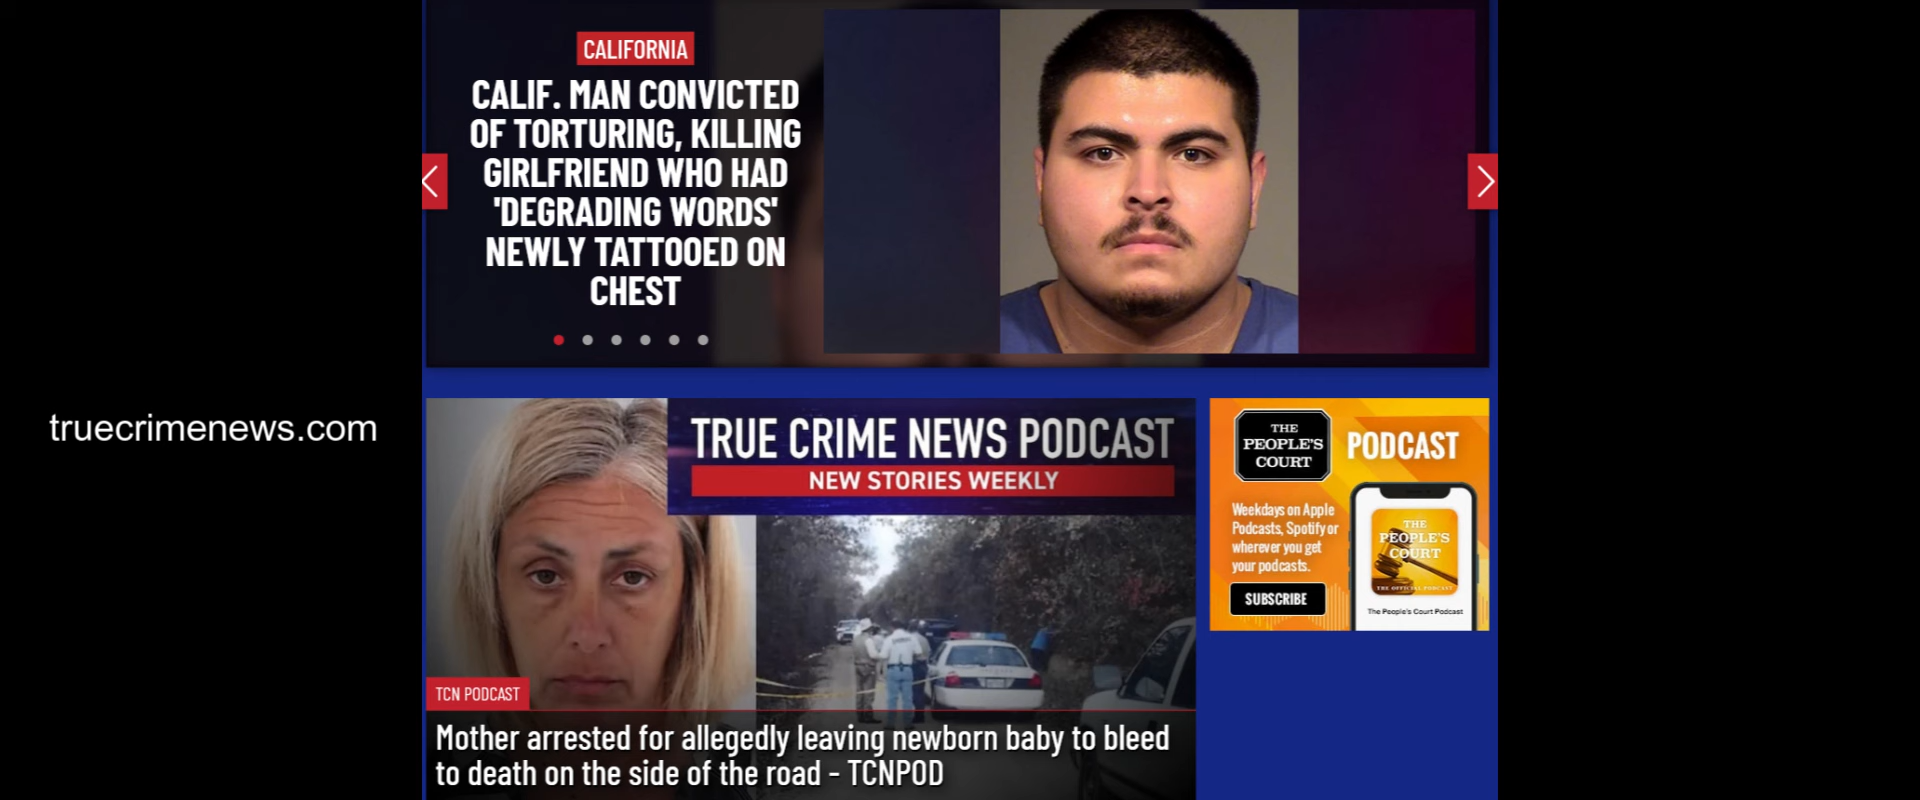 truecrimenews.com
CALIFORNIA
CALIF. MAN CONVICTED
OF TORTURING, KILLING
GIRLFRIEND WHO HAD
'DEGRADING WORDS'
NEWLY TATTOOED ON
CHEST
TRUE CRIME NEWS PODCAST
NEW STORIES WEEKLY
TCN PODCAST
Mother arrested for allegedly leaving newborn baby to bleed
to death on the side of the road - TCNPOD
THE
PEOPLE'S
COURT
PODCAST
Weekdays on Apple
Podcasts, Spotify or
wherever you get
your podcasts.
SUBSCRIBE
THE
PEOPLE'S
COURT
THE OFFICIAL PODCAST
The People's Court Podcast